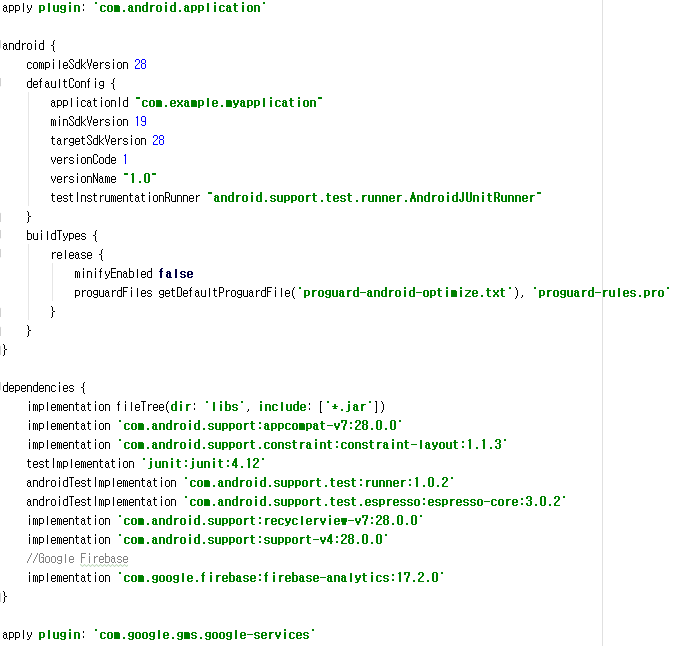 apply plugin: 'com.android.application'
android {
compileSdkVersion 28
defaultConfig {
applicationId "com.example.myapplication"
minSdkVersion 19
targetSdkVersion 28
versionCode 1
versionName "1.0"
testInstrumentationRunner "android.support.test.runner.AndroidJUnitRunner"
}
buildTypes {
release {
minifyEnabled false
proguardFiles getDefaultProguardFile('proguard-android-optimize.txt'), 'proguard-rules.pro'
}
}
}
dependencies {
implementation fileTree(dir: 'libs', include: ['*.jar'])
implementation 'com.android.support:appcompat-v7:28.0.0'
implementation 'com.android.support.constraint:constraint-layout:1.1.3'
testImplementation 'junit:junit:4.12'
androidTestImplementation 'com.android.support.test:runner:1.0.2'
androidTestImplementation 'com.android.support.test.espresso:espresso-core:3.0.2'
implementation 'com.android.support:recyclerview-v7:28.0.0'
implementation 'com.android.support:support-v4:28.0.0'
//Google Firebase
implementation 'com.google.firebase:firebase-analytics:17.2.0'
}
apply plugin: 'com.google.gms.google-services'